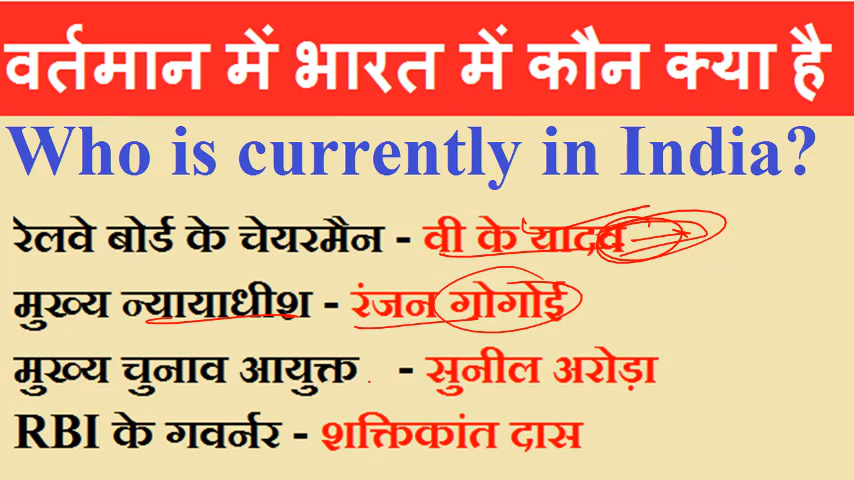 वर्तमान में भारत में कौन क्या है
Who is currently in India?
रेलवे बोर्ड के चेयरमैन - वी के यादव
मुख्य न्यायाधीश - रंजन गोगोई
मुख्य चुनाव आयुक्त - सुनील अरोड़ा
RBI के गवर्नर - शक्तिकांत दास